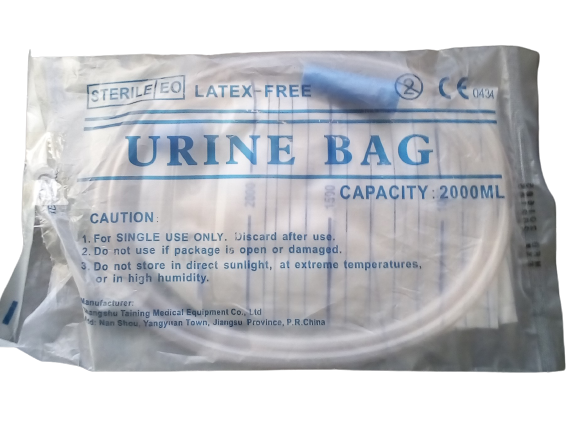 STERILE EO LATEX-FREE 2 CE 0434
URINE BAG
CAPACITY: 2000ML
CAUTION:
1. For SINGLE USE ONLY. Discard after use.
2. Do not use if package is open or damaged.
3. Do not store in direct sunlight, at extreme temperatures,
or in high humidity.
Manufacturer:
Taining Medical Equipment Co., Ltd
Nan Shou, Yangyuan Town, Jiangsu Province, P.R.China